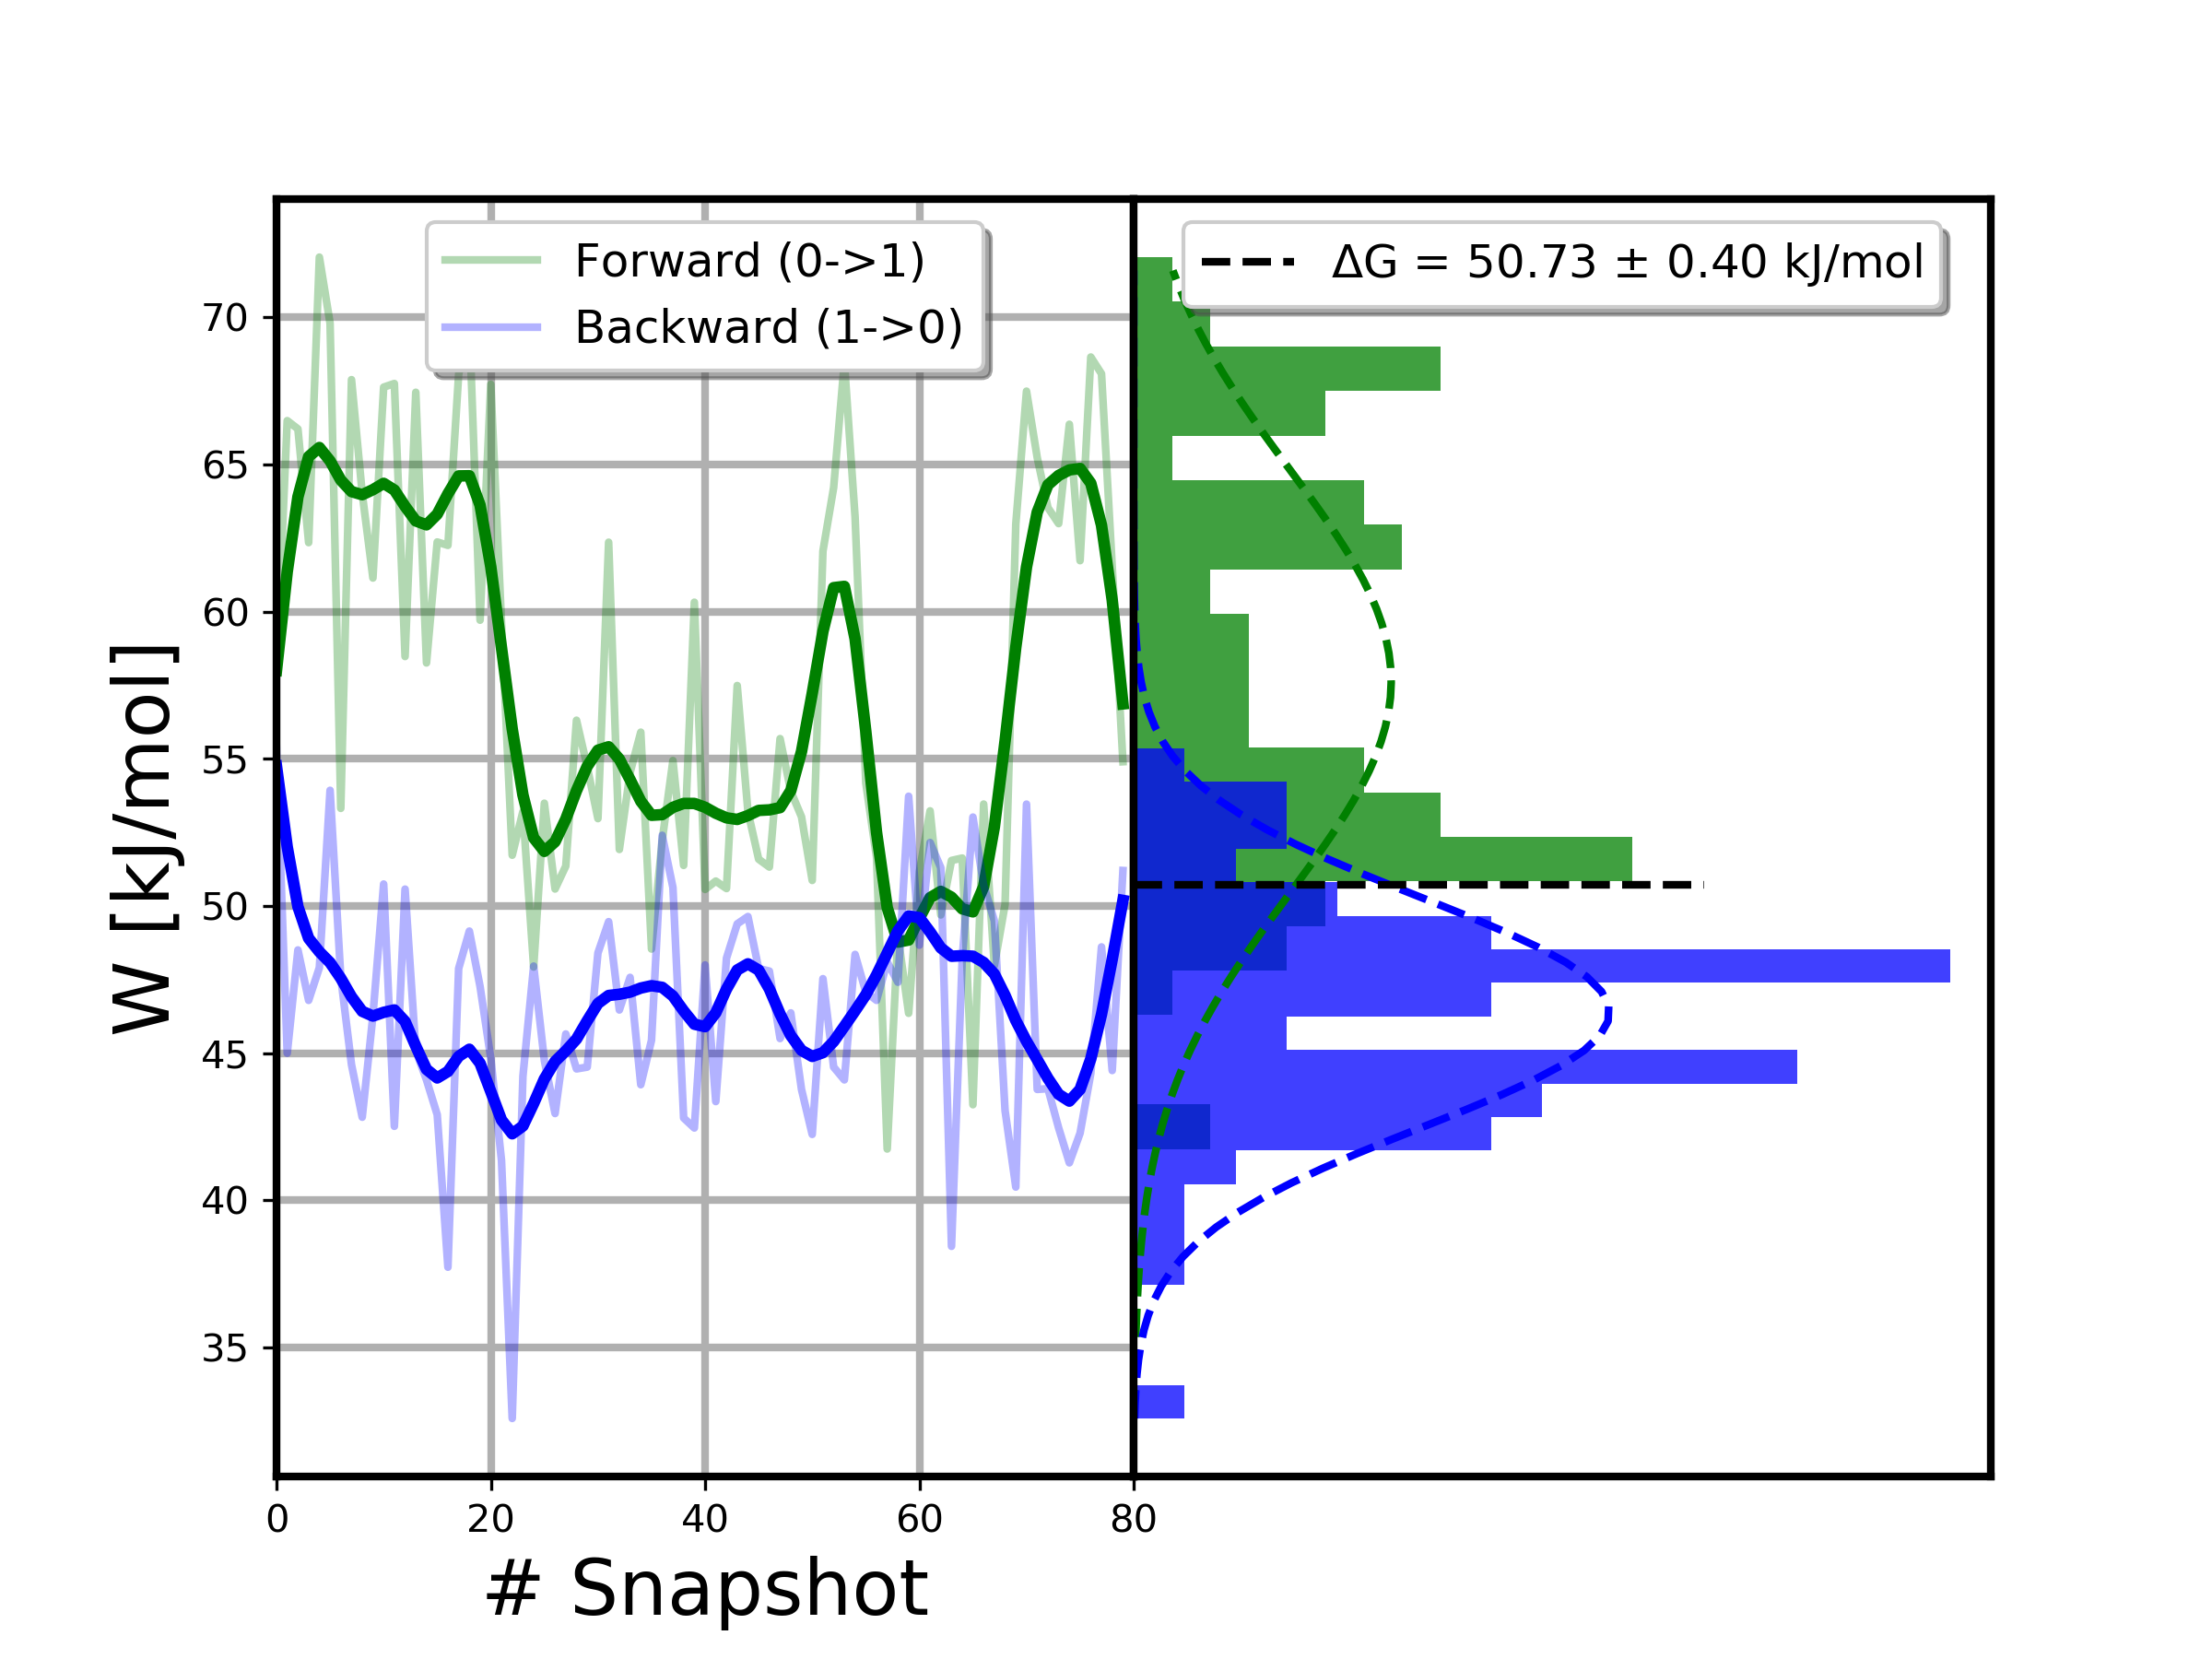 Forward (0->1)
Backward (1->0)
ΔG = 50.73 ± 0.40 kJ/mol
70
65
60
55
50
45
40
35
W [kJ/mol]
0 20 40 60 80
# Snapshot